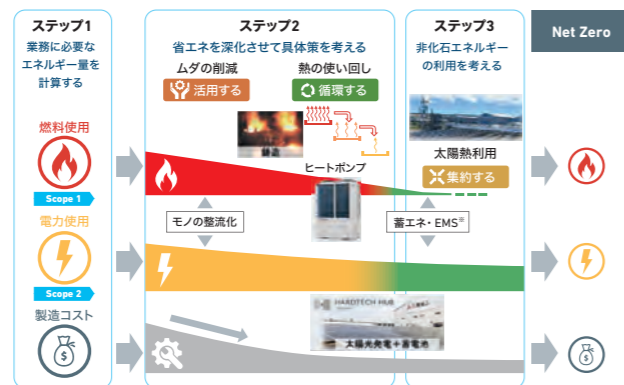 ステップ1
業務に必要な
エネルギー量を
計算する
燃料使用
Scope 1
電力使用
Scope 2
製造コスト
$
ステップ2
省エネを深化させて具体策を考える
ムダの削減
活用する
熱の使い回し
循環する
鋳造
ヒートポンプ
モノの整流化
HARDTECH HUB
太陽光発電+蓄電池
ステップ3
非化石エネルギー
の利用を考える
太陽熱利用
集約する
蓄エネ・EMS※
Net Zero
$